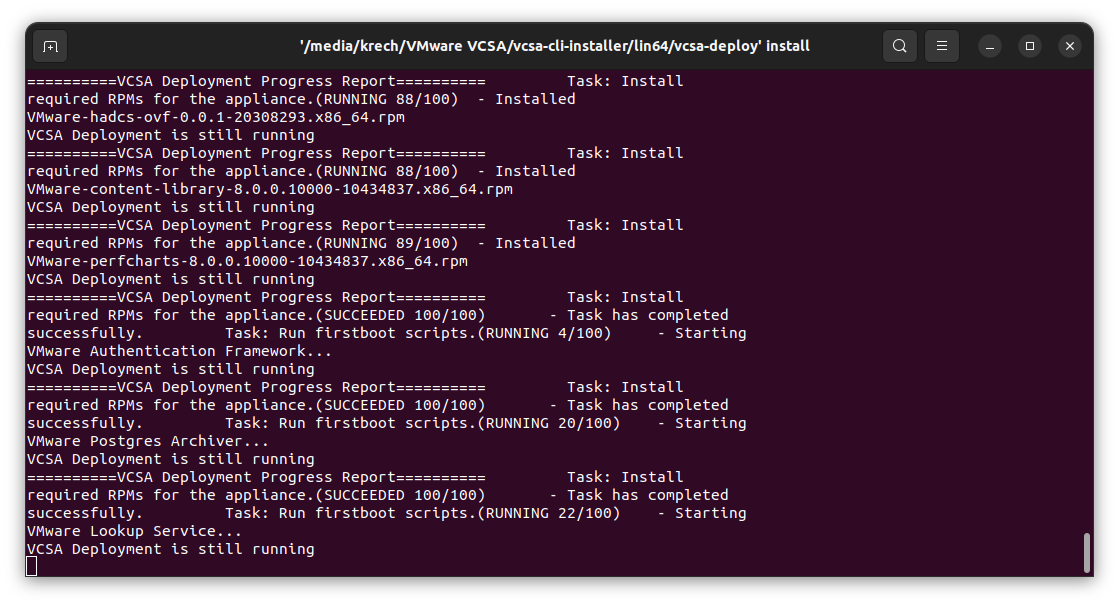 '/media/krech/VMware VCSA/vcsa-cli-installer/lin64/vcsa-deploy' install
==========VCSA Deployment Progress Report==========         Task: Install
required RPMs for the appliance.(RUNNING 88/100)  - Installed
VMware-hadcs-ovf-0.0.1-20308293.x86_64.rpm
VCSA Deployment is still running
==========VCSA Deployment Progress Report==========         Task: Install
required RPMs for the appliance.(RUNNING 88/100)  - Installed
VMware-content-library-8.0.0.10000-10434837.x86_64.rpm
VCSA Deployment is still running
==========VCSA Deployment Progress Report==========         Task: Install
required RPMs for the appliance.(RUNNING 89/100)  - Installed
VMware-perfcharts-8.0.0.10000-10434837.x86_64.rpm
VCSA Deployment is still running
==========VCSA Deployment Progress Report==========         Task: Install
required RPMs for the appliance.(SUCCEEDED 100/100)       - Task has completed
successfully.         Task: Run firstboot scripts.(RUNNING 4/100)     - Starting
VMware Authentication Framework...
VCSA Deployment is still running
==========VCSA Deployment Progress Report==========         Task: Install
required RPMs for the appliance.(SUCCEEDED 100/100)       - Task has completed
successfully.         Task: Run firstboot scripts.(RUNNING 20/100)    - Starting
VMware Postgres Archiver...
VCSA Deployment is still running
==========VCSA Deployment Progress Report==========         Task: Install
required RPMs for the appliance.(SUCCEEDED 100/100)       - Task has completed
successfully.         Task: Run firstboot scripts.(RUNNING 22/100)    - Starting
VMware Lookup Service...
VCSA Deployment is still running